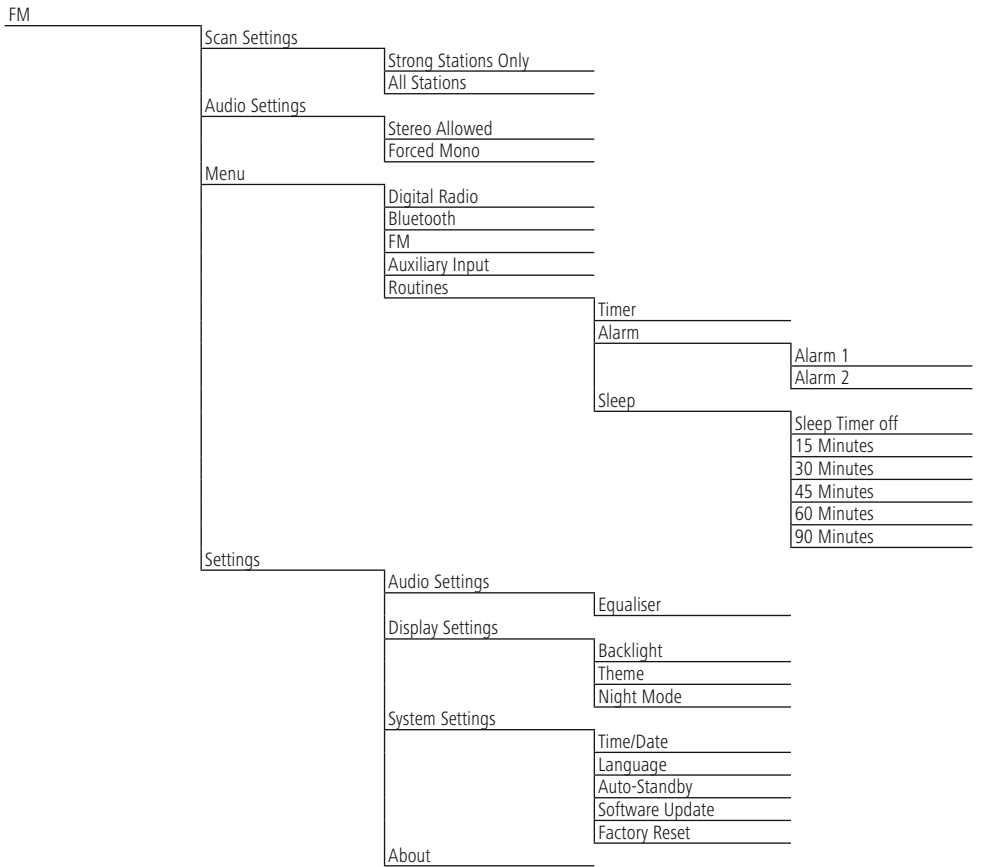 FM
Scan Settings
Strong Stations Only
All Stations
Audio Settings
Stereo Allowed
Forced Mono
Menu
Digital Radio
Bluetooth
FM
Auxiliary Input
Routines
Timer
Alarm
Alarm 1
Alarm 2
Sleep
Sleep Timer off
15 Minutes
30 Minutes
45 Minutes
60 Minutes
90 Minutes
Settings
Audio Settings
Equaliser
Display Settings
Backlight
Theme
Night Mode
System Settings
Time/Date
Language
Auto-Standby
Software Update
Factory Reset
About